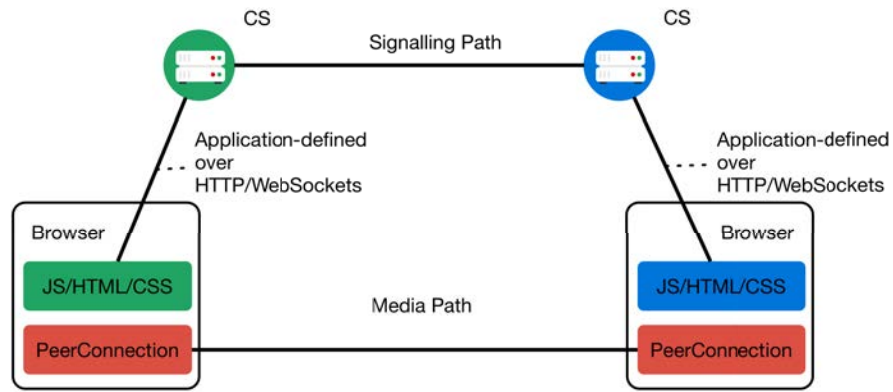 CS
CS
Signalling Path
Application-defined
over
HTTP/WebSockets
Application-defined
over
HTTP/WebSockets
Browser
Browser
JS/HTML/CSS
JS/HTML/CSS
Media Path
PeerConnection
PeerConnection